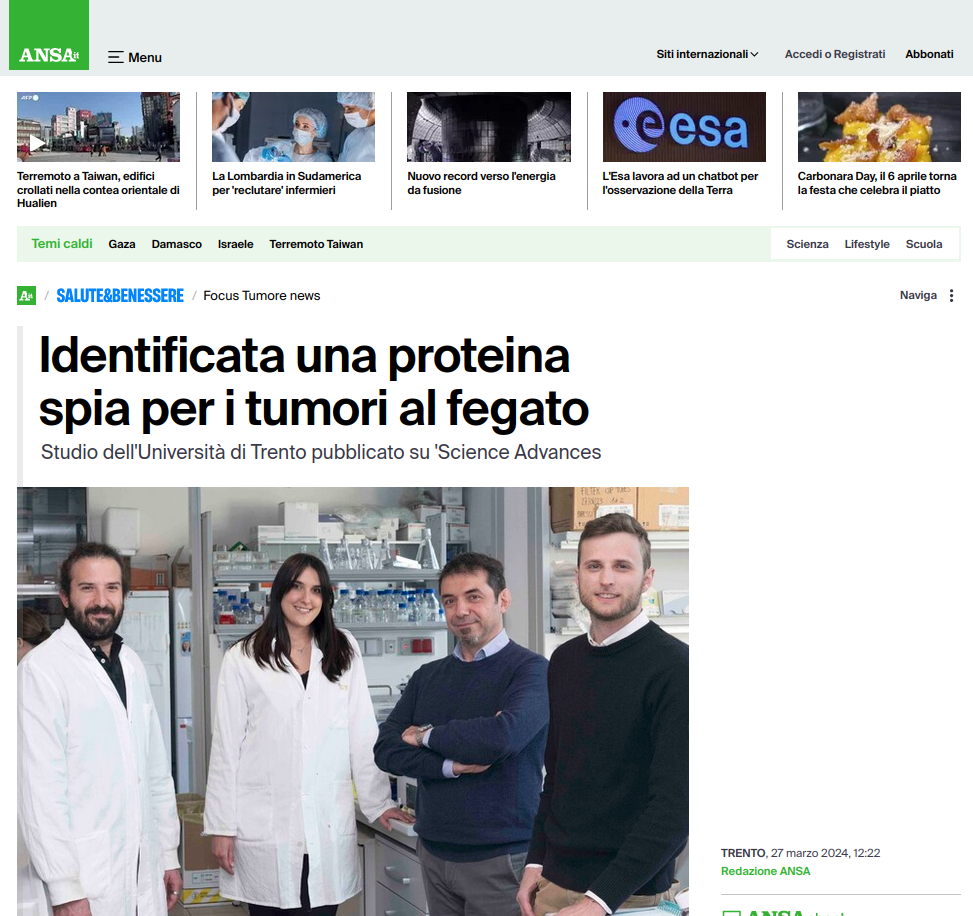 ANSA.it
Menu
Siti internazionali
Accedi o Registrati
Abbonati
AFP
esa
Terremoto a Taiwan, edifici
crollati nella contea orientale di
Hualien
La Lombardia in Sudamerica
per 'reclutare' infermieri
Nuovo record verso l'energia
da fusione
L'Esa lavora ad un chatbot per
l'osservazione della Terra
Carbonara Day, il 6 aprile torna
la festa che celebra il piatto
Temi caldi
Gaza
Damasco
Israele
Terremoto Taiwan
Scienza
Lifestyle
Scuola
A.it / SALUTE&BENESSERE / Focus Tumore news
Naviga
Identificata una proteina
spia per i tumori al fegato
Studio dell'Università di Trento pubblicato su 'Science Advances
TRENTO, 27 marzo 2024, 12:22
Redazione ANSA